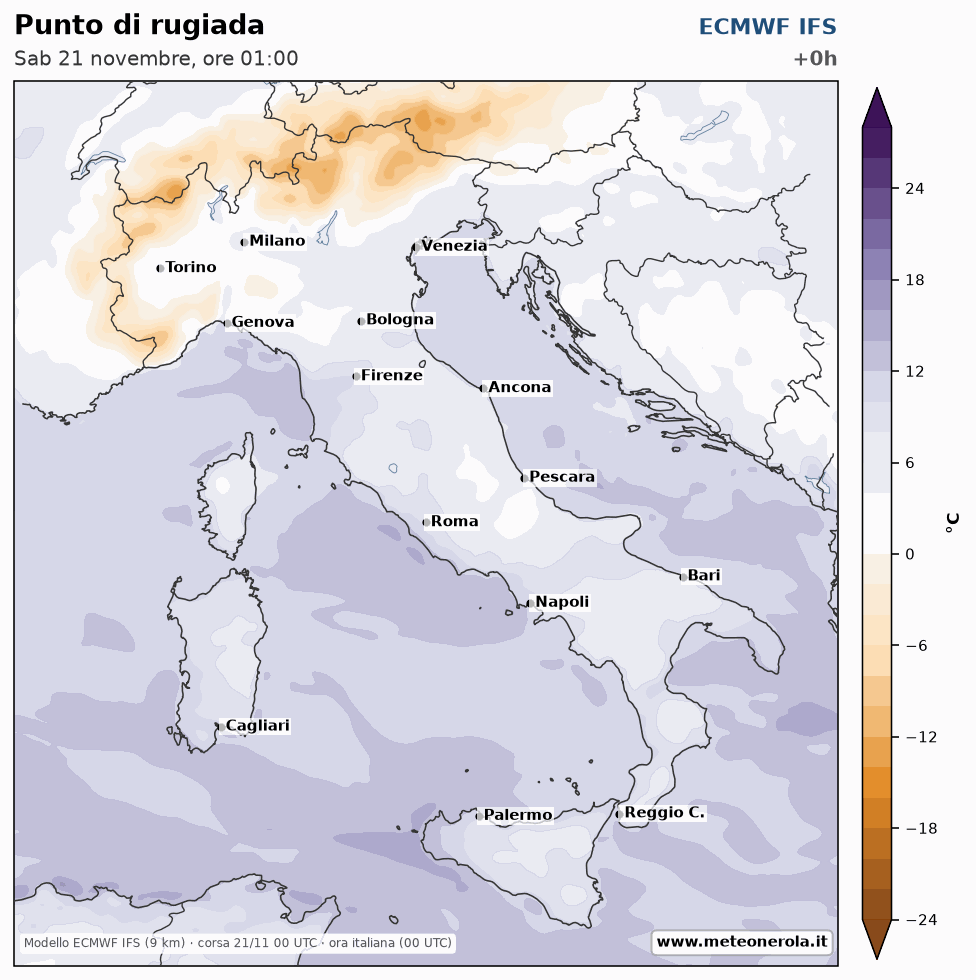 Punto di rugiada
ECMWF IFS
Sab 21 novembre, ore 01:00
+0h
Milano
Venezia
Torino
Genova
Bologna
Firenze
Ancona
Pescara
Roma
Bari
Napoli
Cagliari
Palermo
Reggio C.
24
18
12
6
0
−6
−12
−18
−24
°C
Modello ECMWF IFS (9 km) · corsa 21/11 00 UTC · ora italiana (00 UTC)
www.meteonerola.it